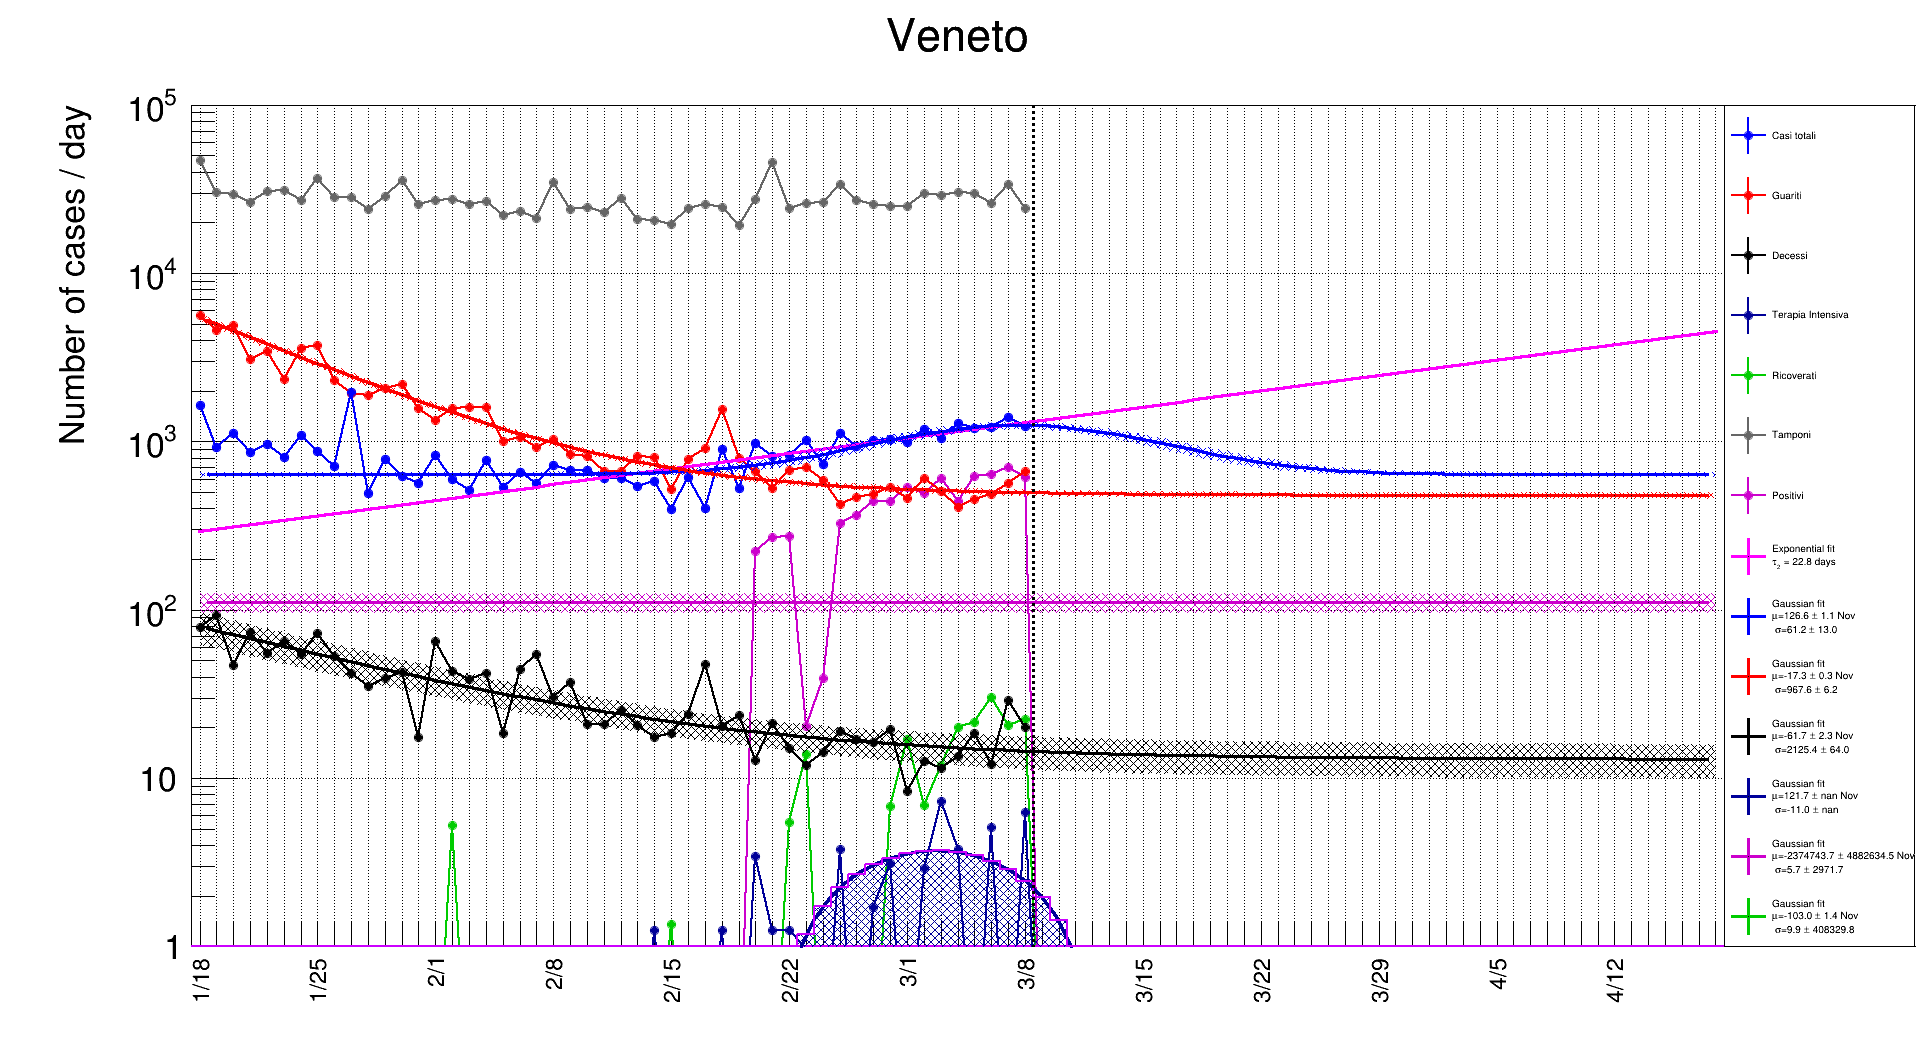 Veneto
Number of cases / day
10^5
10^4
10^3
10^2
10
1
1/18
1/25
2/1
2/8
2/15
2/22
3/1
3/8
3/15
3/22
3/29
4/5
4/12
Casi totali
Guariti
Decessi
Terapia Intensiva
Ricoverati
Tamponi
Positivi
Exponential fit
τ_2 = 22.8 days
Gaussian fit
μ=126.6 ± 1.1 Nov
σ=61.2 ± 13.0
Gaussian fit
μ=-17.3 ± 0.3 Nov
σ=967.6 ± 6.2
Gaussian fit
μ=-61.7 ± 2.3 Nov
σ=2125.4 ± 64.0
Gaussian fit
μ=121.7 ± nan Nov
σ=-11.0 ± nan
Gaussian fit
μ=-2374743.7 ± 4882634.5 Nov
σ=5.7 ± 2971.7
Gaussian fit
μ=-103.0 ± 1.4 Nov
σ=9.9 ± 408329.8